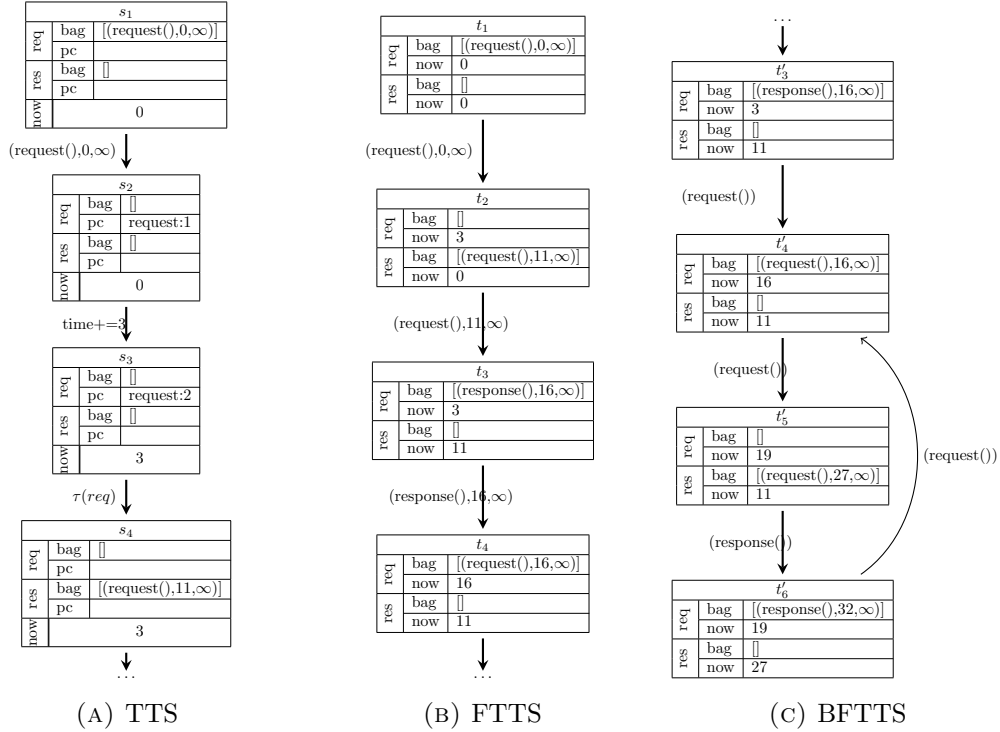 s₁
req bag [(request(),0,∞)]
pc
res bag []
pc
now 0
(request(),0,∞)
s₂
req bag []
pc request:1
res bag []
pc
now 0
time+=3
s₃
req bag []
pc request:2
res bag []
pc
now 3
τ(req)
s₄
req bag []
pc
res bag [(request(),11,∞)]
pc
now 3
...
(A) TTS
t₁
req bag [(request(),0,∞)]
now 0
res bag []
now 0
(request(),0,∞)
t₂
req bag []
now 3
res bag [(request(),11,∞)]
now 0
(request(),11,∞)
t₃
req bag [(response(),16,∞)]
now 3
res bag []
now 11
(response(),16,∞)
t₄
req bag [(request(),16,∞)]
now 16
res bag []
now 11
...
(B) FTTS
...
t′₃
req bag [(response(),16,∞)]
now 3
res bag []
now 11
(request())
t′₄
req bag [(request(),16,∞)]
now 16
res bag []
now 11
(request())
t′₅
req bag []
now 19
res bag [(request(),27,∞)]
now 11
(response())
t′₆
req bag [(response(),32,∞)]
now 19
res bag []
now 27
(request())
(C) BFTTS